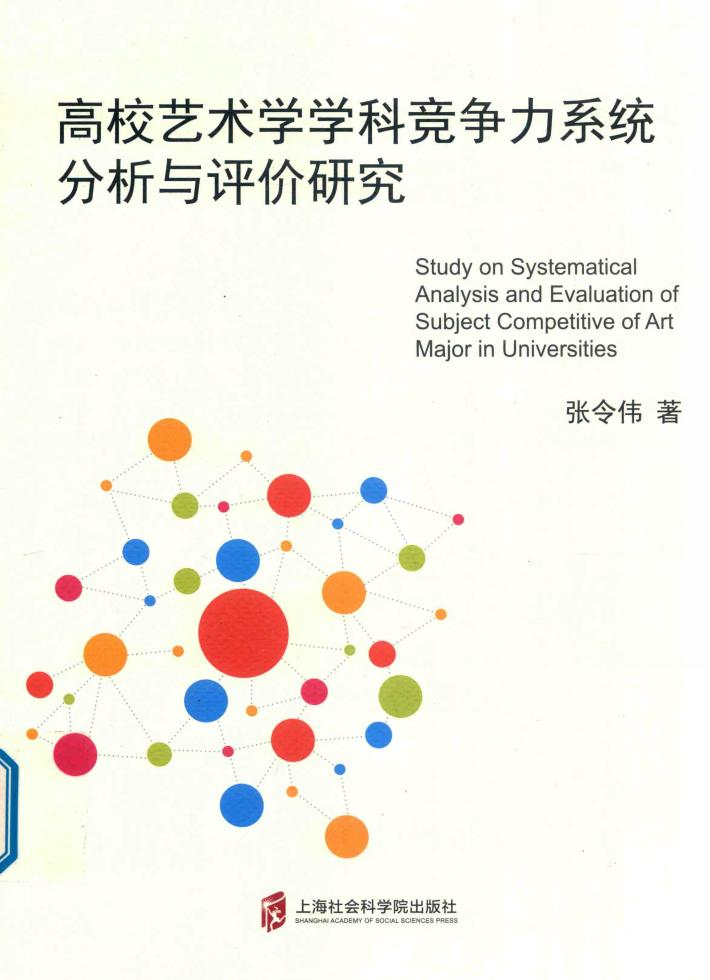 高校艺术学学科竞争力系统
分析与评价研究
Study on Systematical
Analysis and Evaluation of
Subject Competitive of Art
Major in Universities
张令伟 著
上海社会科学院出版社
SHANGHAI ACADEMY OF SOCIAL SCIENCES PRESS